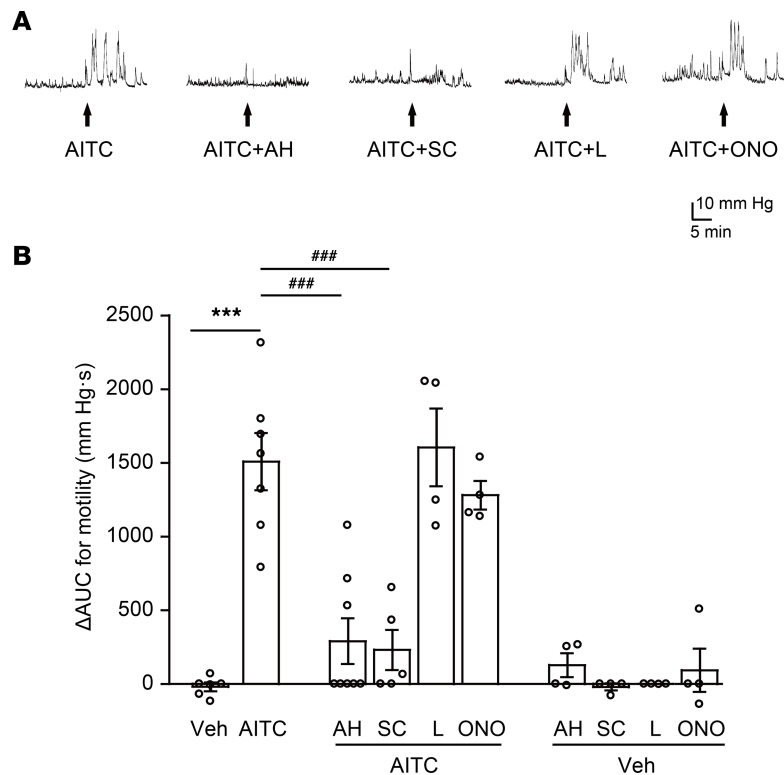 A
AITC AITC+AH AITC+SC AITC+L AITC+ONO
10 mm Hg
5 min
B
###
###
***
2500
2000
1500
1000
500
0
ΔAUC for motility (mm Hg·s)
Veh AITC AH SC L ONO AH SC L ONO
AITC Veh